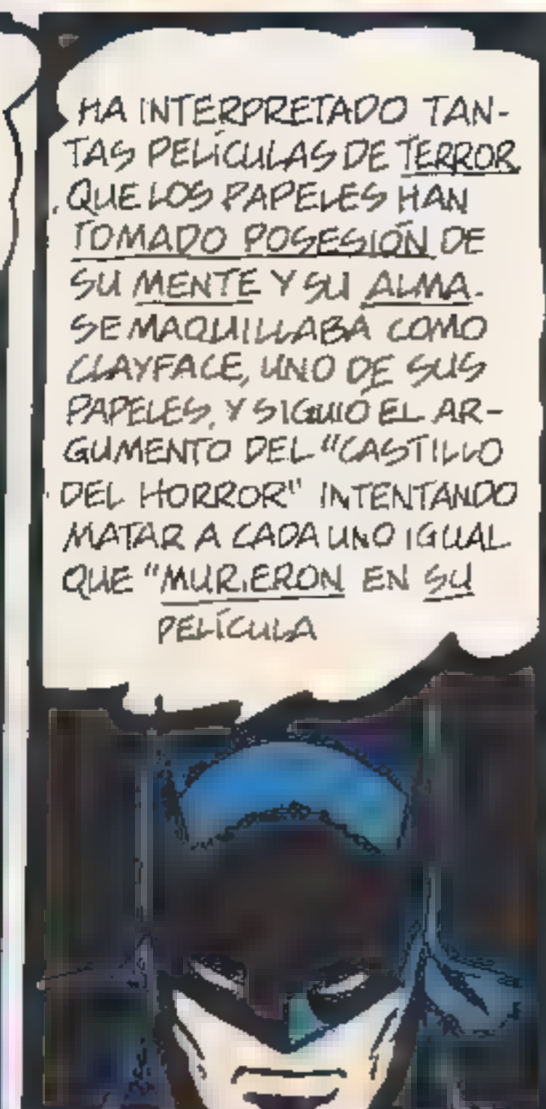 HA INTERPRETADO TAN-
TAS PELÍCULAS DE TERROR
QUE LOS PAPELES HAN
TOMADO POSESIÓN DE
SU MENTE Y SU ALMA.
SE MAQUILLABA COMO
CLAYFACE, UNO DE SUS
PAPELES, Y SIGUIÓ EL AR-
GUMENTO DEL "CASTILLO
DEL HORROR" INTENTANDO
MATAR A CADA UNO IGUAL
QUE "MURIERON EN SU
PELÍCULA